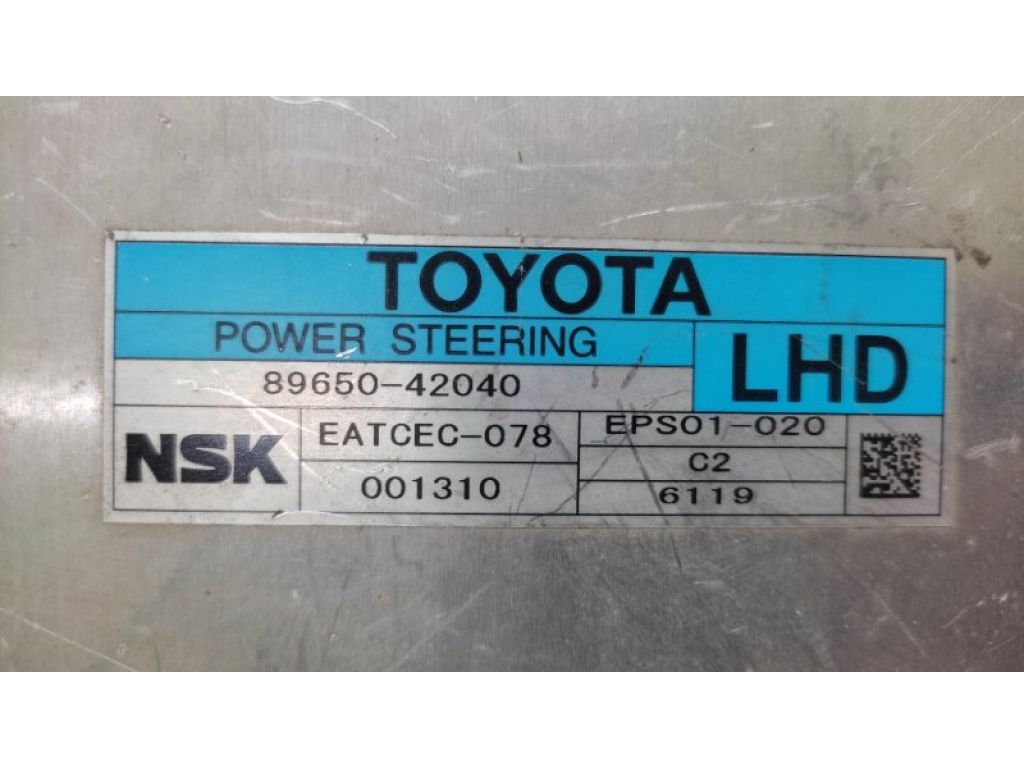 TOYOTA
POWER STEERING
LHD
89650-42040
NSK
EATCEC-078
EPS01-020
C2
001310
6119